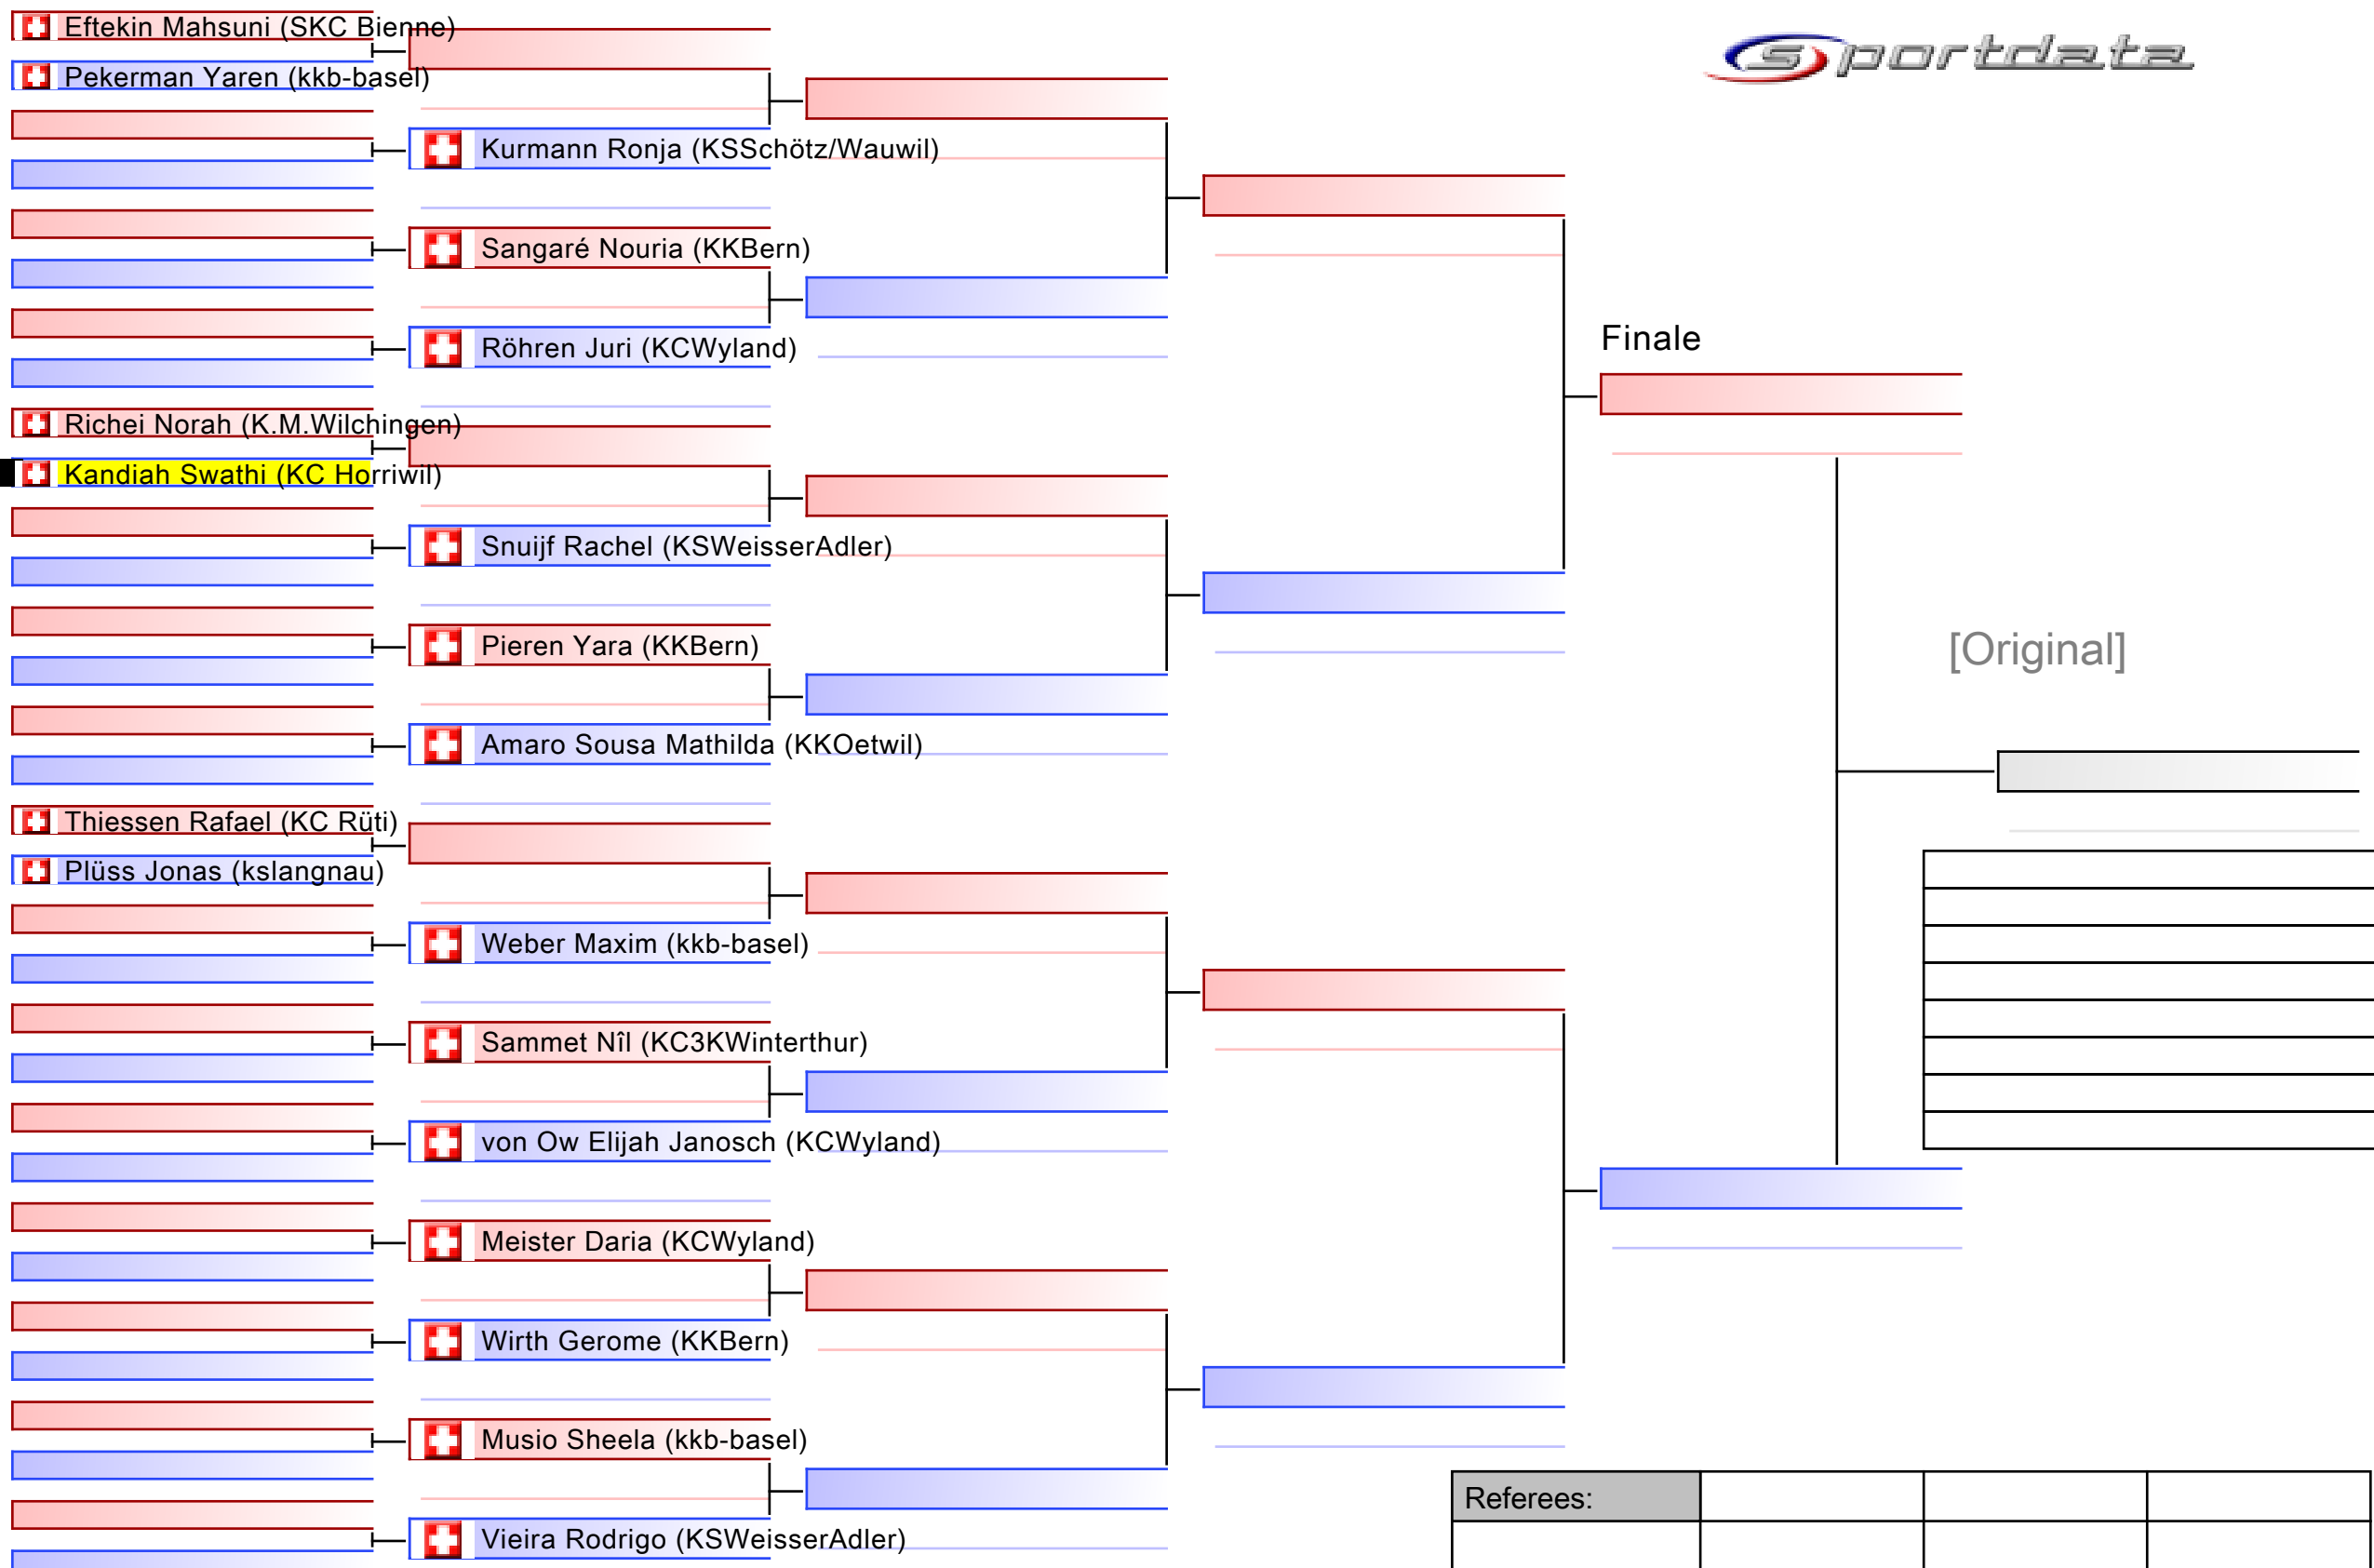 Eftekin Mahsuni (SKC Bienne)
sportdata
Pekerman Yaren (kkb-basel)
Kurmann Ronja (KSSchötz/Wauwil)
Sangaré Nouria (KKBern)
Röhren Juri (KCWyland)
Finale
Richei Norah (K.M.Wilchingen)
Kandiah Swathi (KC Horriwil)
Snuijf Rachel (KSWeisserAdler)
Pieren Yara (KKBern)
[Original]
Amaro Sousa Mathilda (KKOetwil)
Thiessen Rafael (KC Rüti)
Plüss Jonas (kslangnau)
Weber Maxim (kkb-basel)
Sammet Nîl (KC3KWinterthur)
von Ow Elijah Janosch (KCWyland)
Meister Daria (KCWyland)
Wirth Gerome (KKBern)
Musio Sheela (kkb-basel)
Referees:
Vieira Rodrigo (KSWeisserAdler)